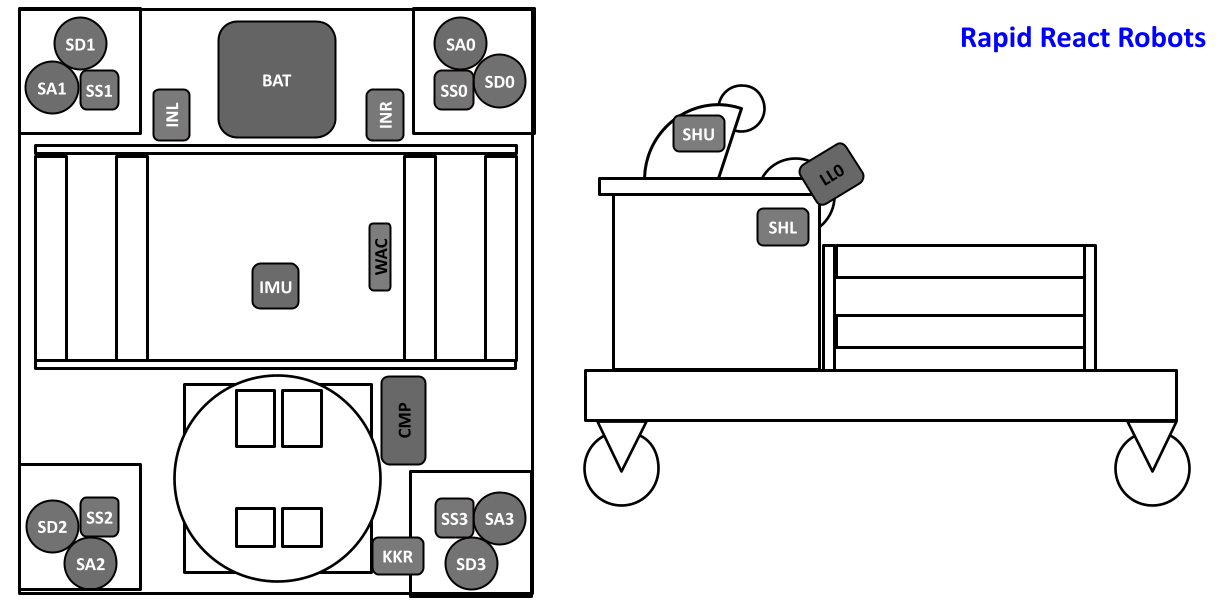 Rapid React Robots
SD1
SA1
SS1
BAT
SA0
SS0
SD0
INL
INR
SHU
LL0
SHL
WAC
IMU
CMP
SD2
SS2
SA2
SS3
SA3
KKR
SD3